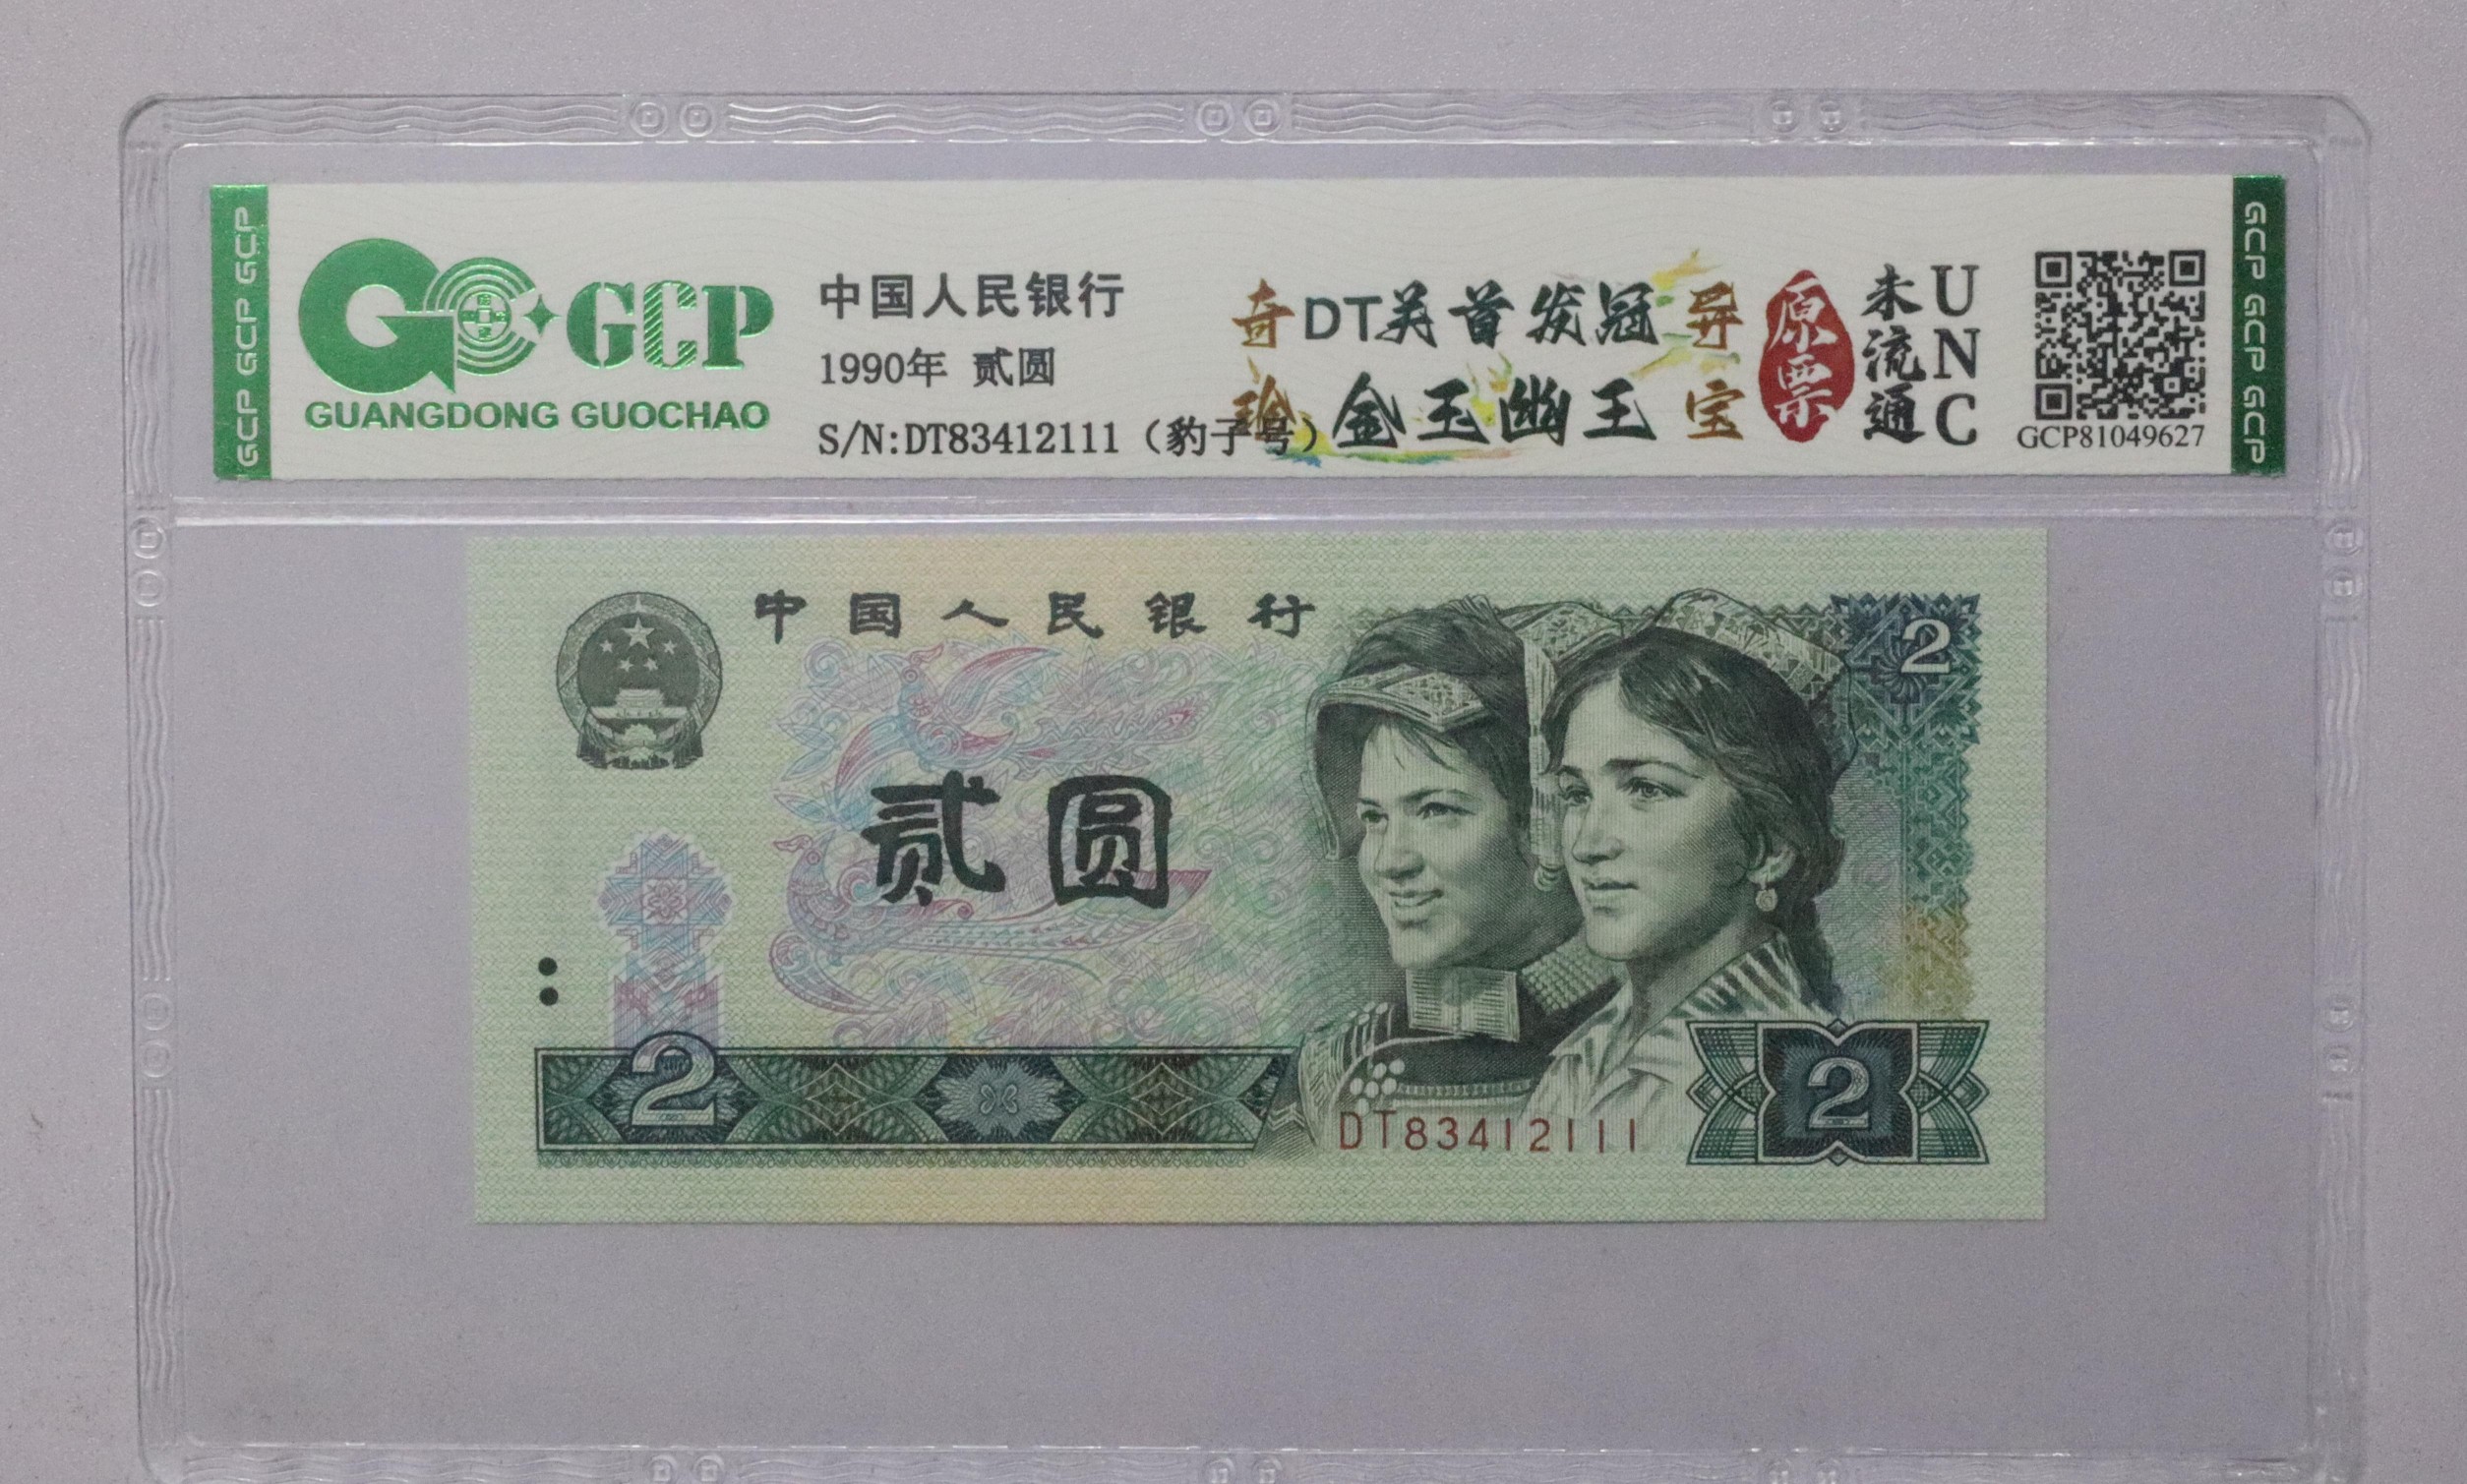 GCP GCP GCP
GCP
GUANGDONG GUOCHAO
中国人民银行
1990年 贰圆
S/N:DT83412111（豹子号）
奇DT关首发冠异
珍金玉幽王宝
原票
未流通
UNC
GCP81049627
GCP GCP GCP
中国人民银行
2
贰圆
2
DT83412111
2